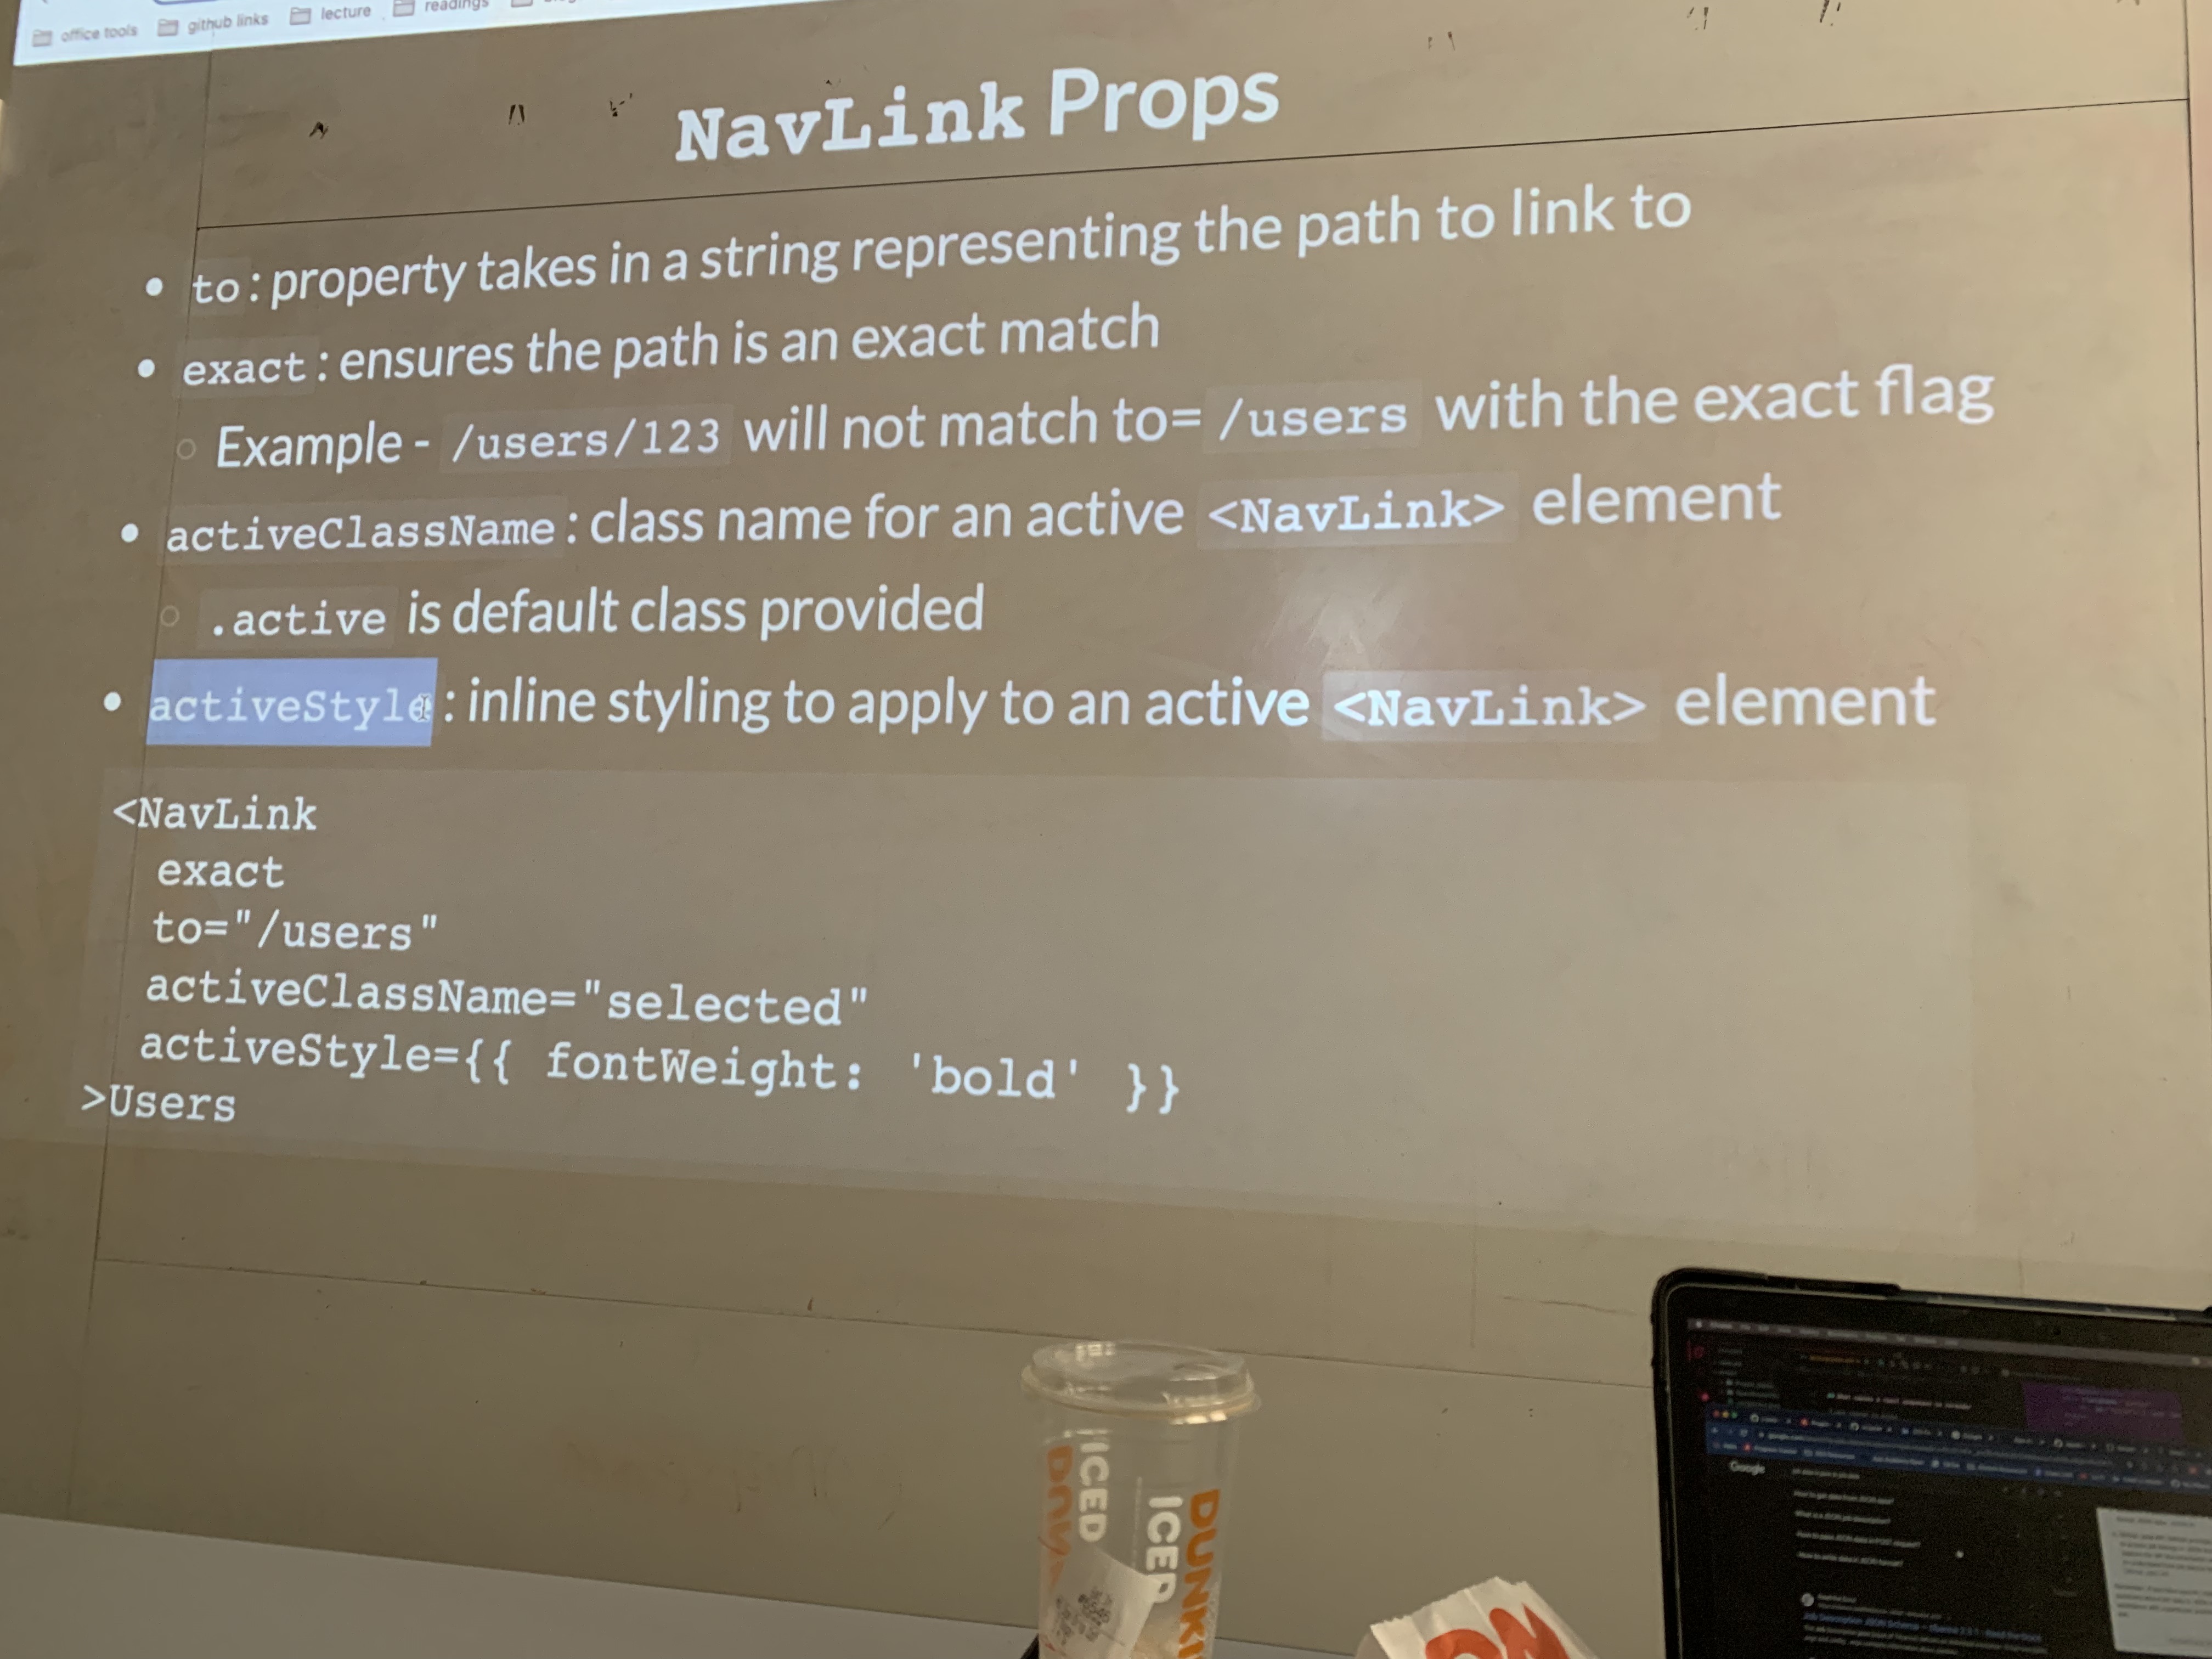 office tools github links lecture readings
NavLink Props
• to: property takes in a string representing the path to link to
• exact: ensures the path is an exact match
○ Example - /users/123 will not match to= /users with the exact flag
• activeClassName: class name for an active <NavLink> element
○ .active is default class provided
• activeStyle: inline styling to apply to an active <NavLink> element
<NavLink
exact
to="/users"
activeClassName="selected"
activeStyle={{ fontWeight: 'bold' }}
>Users
ICED
ICED
Google